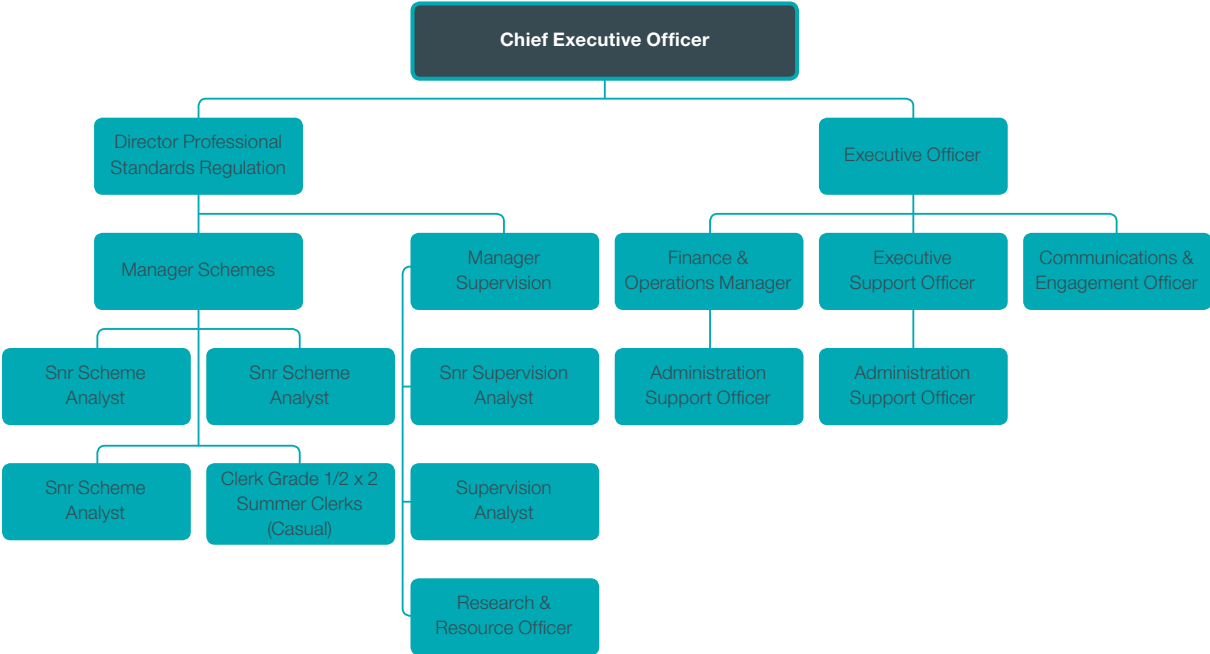 Chief Executive Officer
Director Professional
Standards Regulation
Executive Officer
Manager Schemes
Manager
Supervision
Finance &
Operations Manager
Executive
Support Officer
Communications &
Engagement Officer
Snr Scheme
Analyst
Snr Scheme
Analyst
Snr Supervision
Analyst
Administration
Support Officer
Administration
Support Officer
Snr Scheme
Analyst
Clerk Grade 1/2 x 2
Summer Clerks
(Casual)
Supervision
Analyst
Research &
Resource Officer